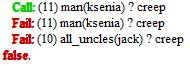 Call: (11) man(ksenia) ? creep
Fail: (11) man(ksenia) ? creep
Fail: (10) all_uncles(jack) ? creep
false.